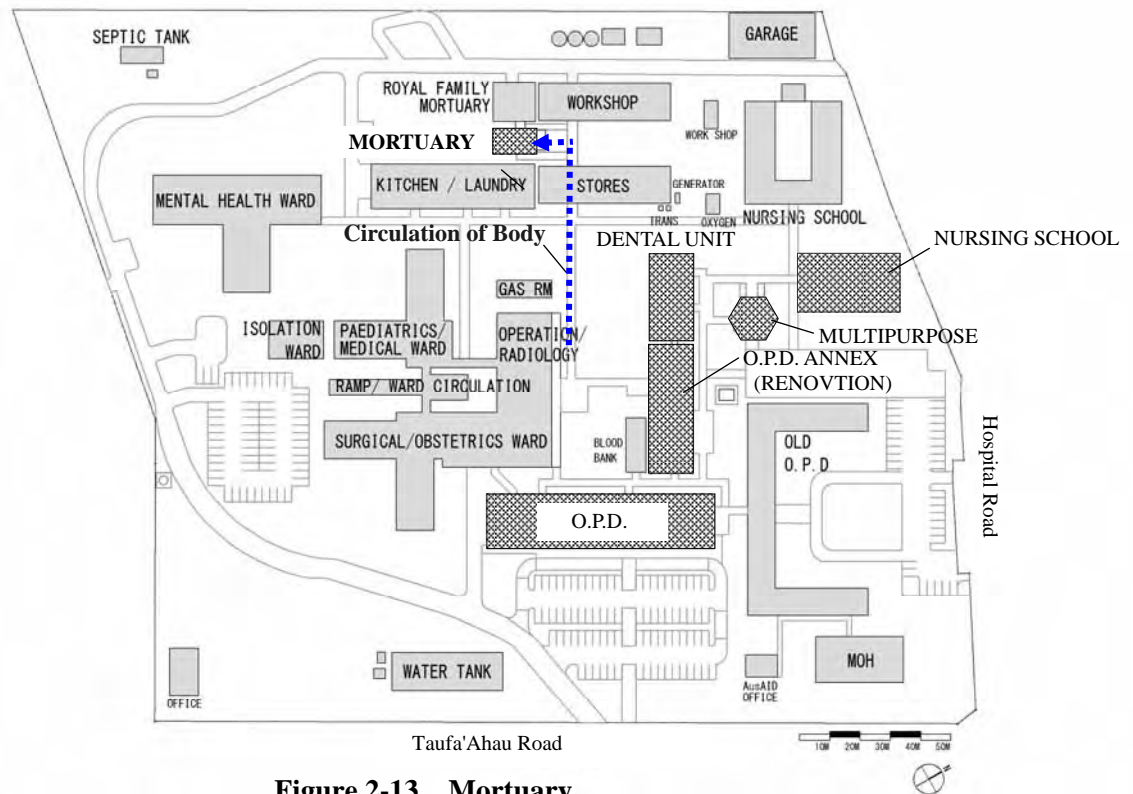 SEPTIC TANK
GARAGE
ROYAL FAMILY
MORTUARY
WORKSHOP
WORK SHOP
MORTUARY
KITCHEN / LAUNDRY
STORES
GENERATOR
TRANS
OXYGEN
NURSING SCHOOL
MENTAL HEALTH WARD
Circulation of Body
DENTAL UNIT
NURSING SCHOOL
GAS RM
ISOLATION
WARD
PAEDIATRICS/
MEDICAL WARD
OPERATION/
RADIOLOGY
MULTIPURPOSE
O.P.D. ANNEX
(RENOVTION)
RAMP/ WARD CIRCULATION
SURGICAL/OBSTETRICS WARD
BLOOD
BANK
OLD
O.P.D
Hospital Road
O.P.D.
WATER TANK
OFFICE
AusAID
OFFICE
MOH
Taufa'Ahau Road
10M 20M 30M 40M 50M
N
Figure 2-13 Mortuary